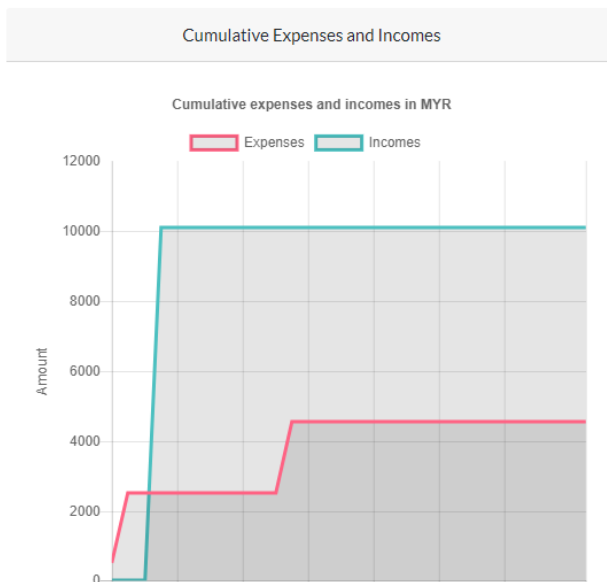 Cumulative Expenses and Incomes
Cumulative expenses and incomes in MYR
Expenses Incomes
12000
10000
8000
6000
4000
2000
0
Amount